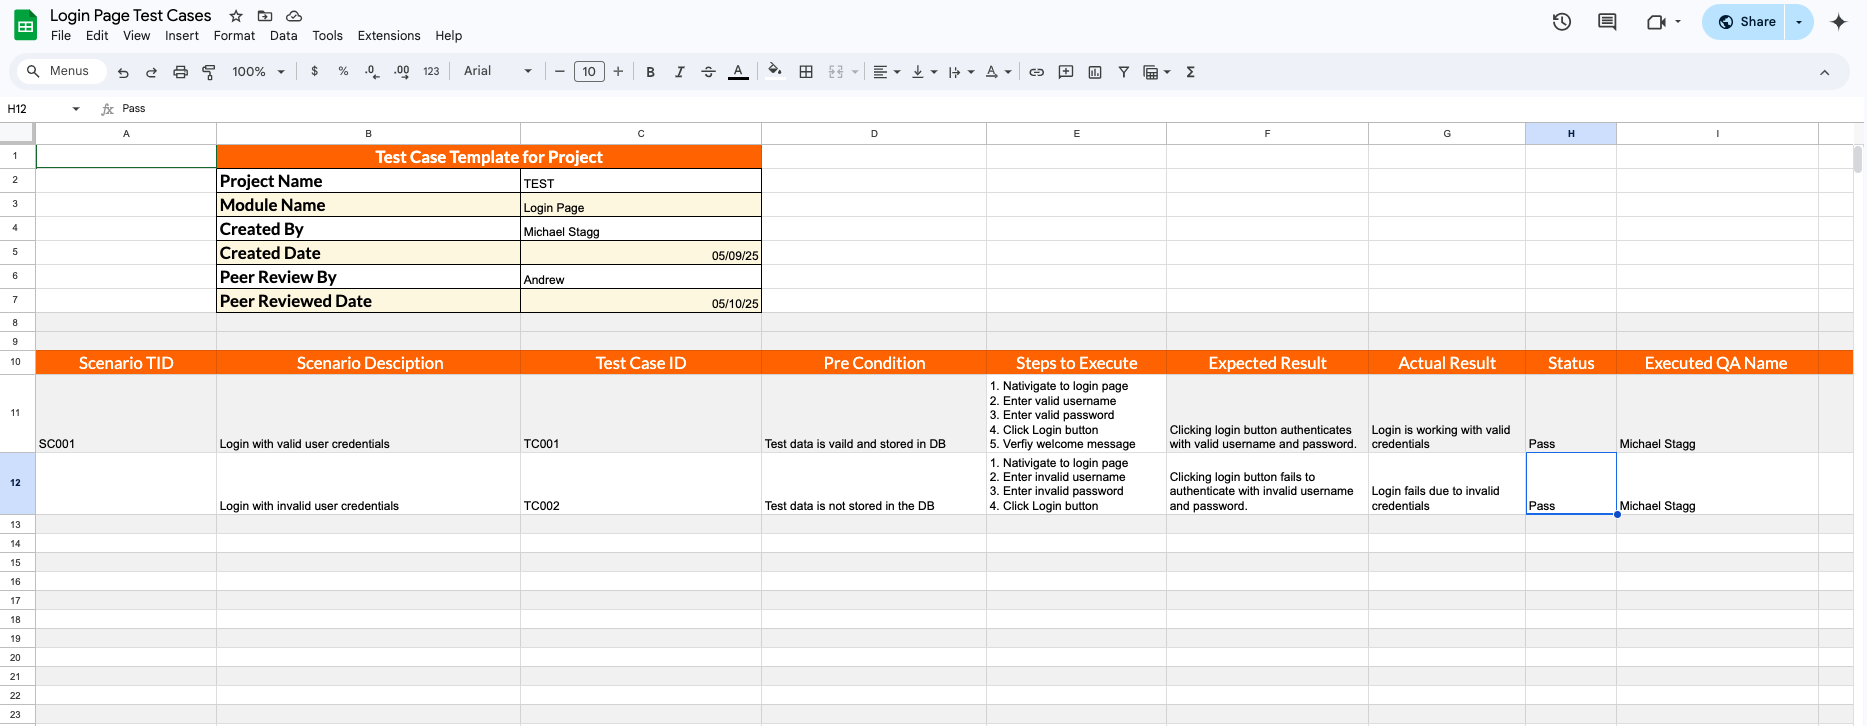 Login Page Test Cases
File Edit View Insert Format Data Tools Extensions Help
Share
Menus
100%
$ % .0 .00 123
Arial
10
B I A
Σ
H12
fx Pass
A B C D E F G H I
1 Test Case Template for Project
2 Project Name TEST
3 Module Name Login Page
4 Created By Michael Stagg
5 Created Date 05/09/25
6 Peer Review By Andrew
7 Peer Reviewed Date 05/10/25
8
9
10 Scenario TID Scenario Desciption Test Case ID Pre Condition Steps to Execute Expected Result Actual Result Status Executed QA Name
11
SC001
Login with valid user credentials
TC001
Test data is vaild and stored in DB
1. Nativigate to login page
2. Enter valid username
3. Enter valid password
4. Click Login button
5. Verfiy welcome message
Clicking login button authenticates
with valid username and password.
Login is working with valid
credentials
Pass
Michael Stagg
12
Login with invalid user credentials
TC002
Test data is not stored in the DB
1. Nativigate to login page
2. Enter invalid username
3. Enter invalid password
4. Click Login button
Clicking login button fails to
authenticate with invalid username
and password.
Login fails due to invalid
credentials
Pass
Michael Stagg
13
14
15
16
17
18
19
20
21
22
23